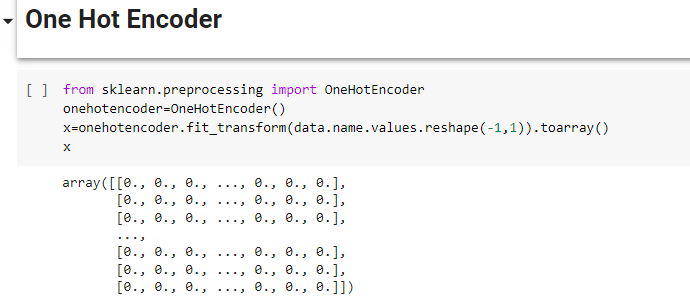 One Hot Encoder
[ ] from sklearn.preprocessing import OneHotEncoder
onehotencoder=OneHotEncoder()
x=onehotencoder.fit_transform(data.name.values.reshape(-1,1)).toarray()
x
array([[0., 0., 0., ..., 0., 0., 0.],
[0., 0., 0., ..., 0., 0., 0.],
[0., 0., 0., ..., 0., 0., 0.],
...,
[0., 0., 0., ..., 0., 0., 0.],
[0., 0., 0., ..., 0., 0., 0.],
[0., 0., 0., ..., 0., 0., 0.]])